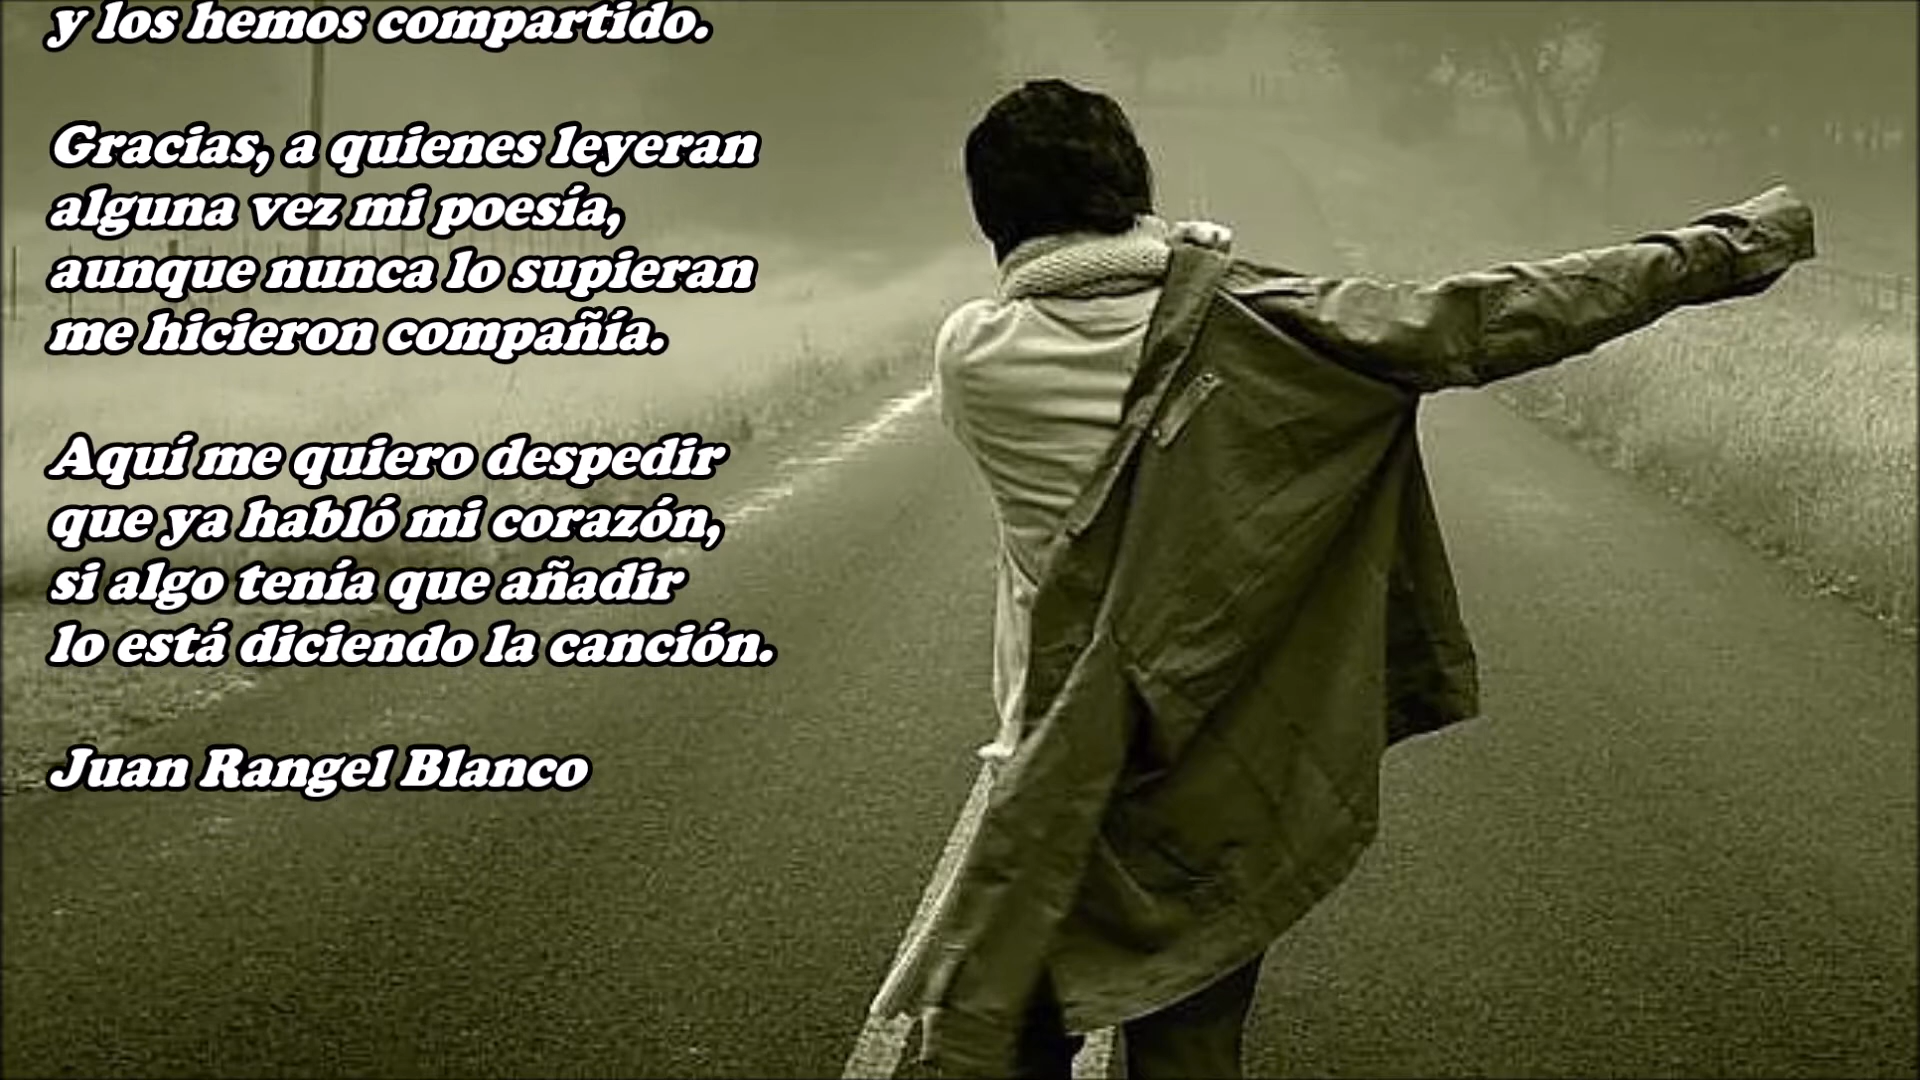 y los hemos compartido.
Gracias, a quienes leyeran
alguna vez mi poesía,
aunque nunca lo supieran
me hicieron compañía.
Aquí me quiero despedir
que ya habló mi corazón,
si algo tenía que añadir
lo está diciendo la canción.
Juan Rangel Blanco